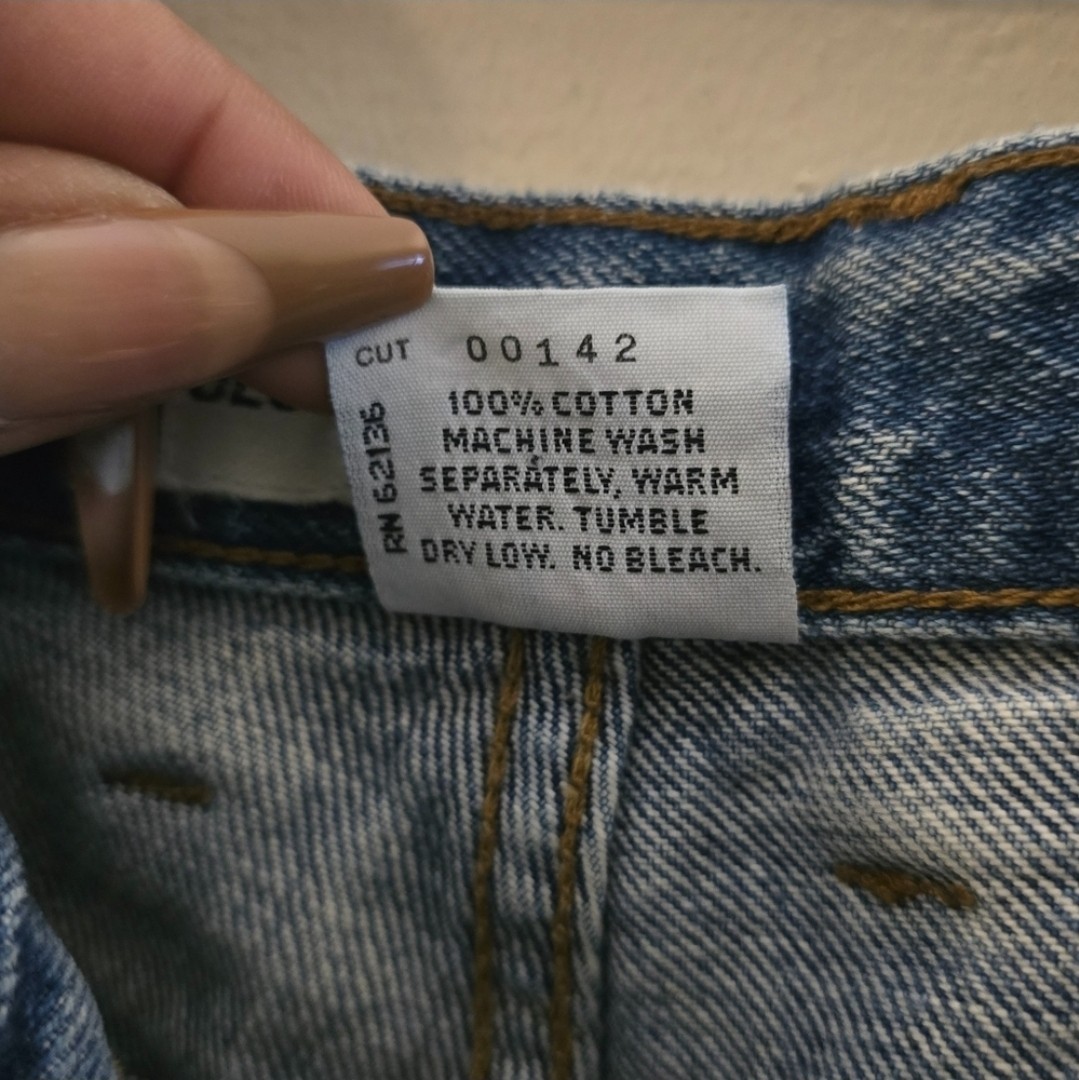 CUT 00142
100% COTTON
MACHINE WASH
SEPARATELY, WARM
WATER. TUMBLE
DRY LOW. NO BLEACH.
RN 62136